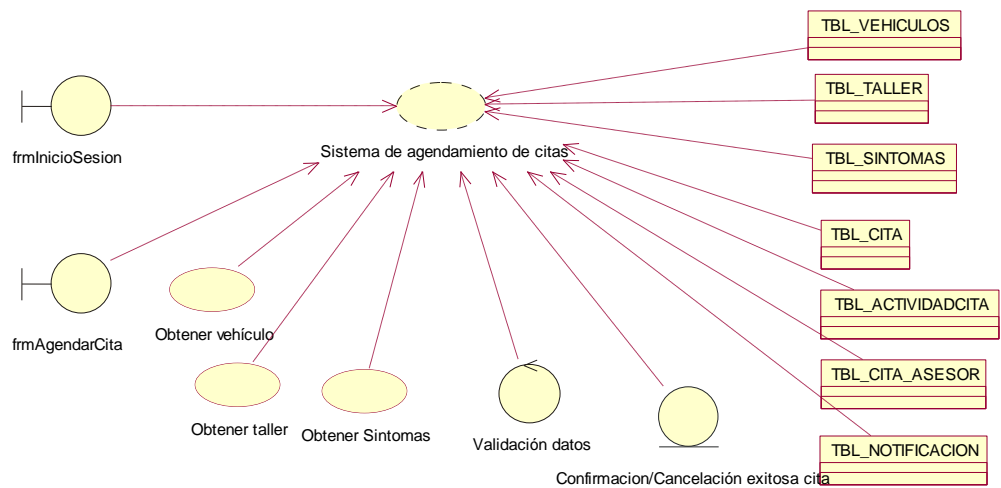 TBL_VEHICULOS
TBL_TALLER
frmInicioSesion
Sistema de agendamiento de citas
TBL_SINTOMAS
TBL_CITA
TBL_ACTIVIDADCITA
frmAgendarCita
Obtener vehículo
TBL_CITA_ASESOR
Obtener taller
Obtener Sintomas
Validación datos
TBL_NOTIFICACION
Confirmacion/Cancelación exitosa cita